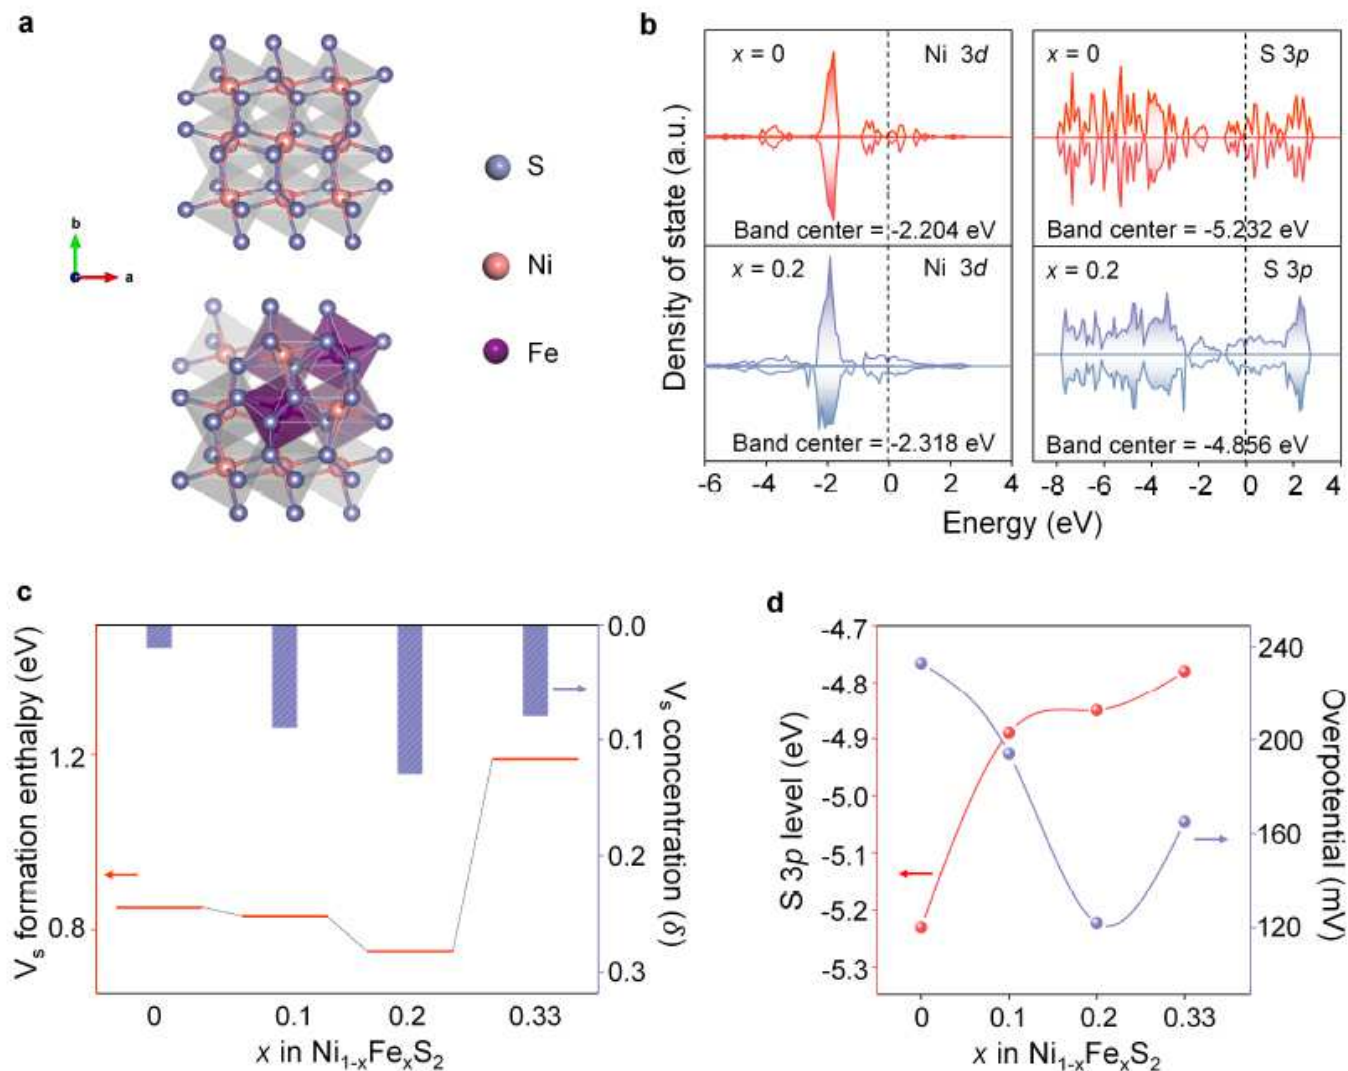 a
b
a
S
Ni
Fe
b
Density of state (a.u.)
x = 0
Ni 3d
Band center = -2.204 eV
x = 0
S 3p
Band center = -5.232 eV
x = 0.2
Ni 3d
Band center = -2.318 eV
x = 0.2
S 3p
Band center = -4.856 eV
-6 -4 -2 0 2 4
-8 -6 -4 -2 0 2 4
Energy (eV)
c
Vs formation enthalpy (eV)
1.2
0.8
0.0
0.1
0.2
0.3
Vs concentration (δ)
0 0.1 0.2 0.33
x in Ni1-xFexS2
d
S 3p level (eV)
-4.7
-4.8
-4.9
-5.0
-5.1
-5.2
-5.3
240
200
160
120
Overpotential (mV)
0 0.1 0.2 0.33
x in Ni1-xFexS2